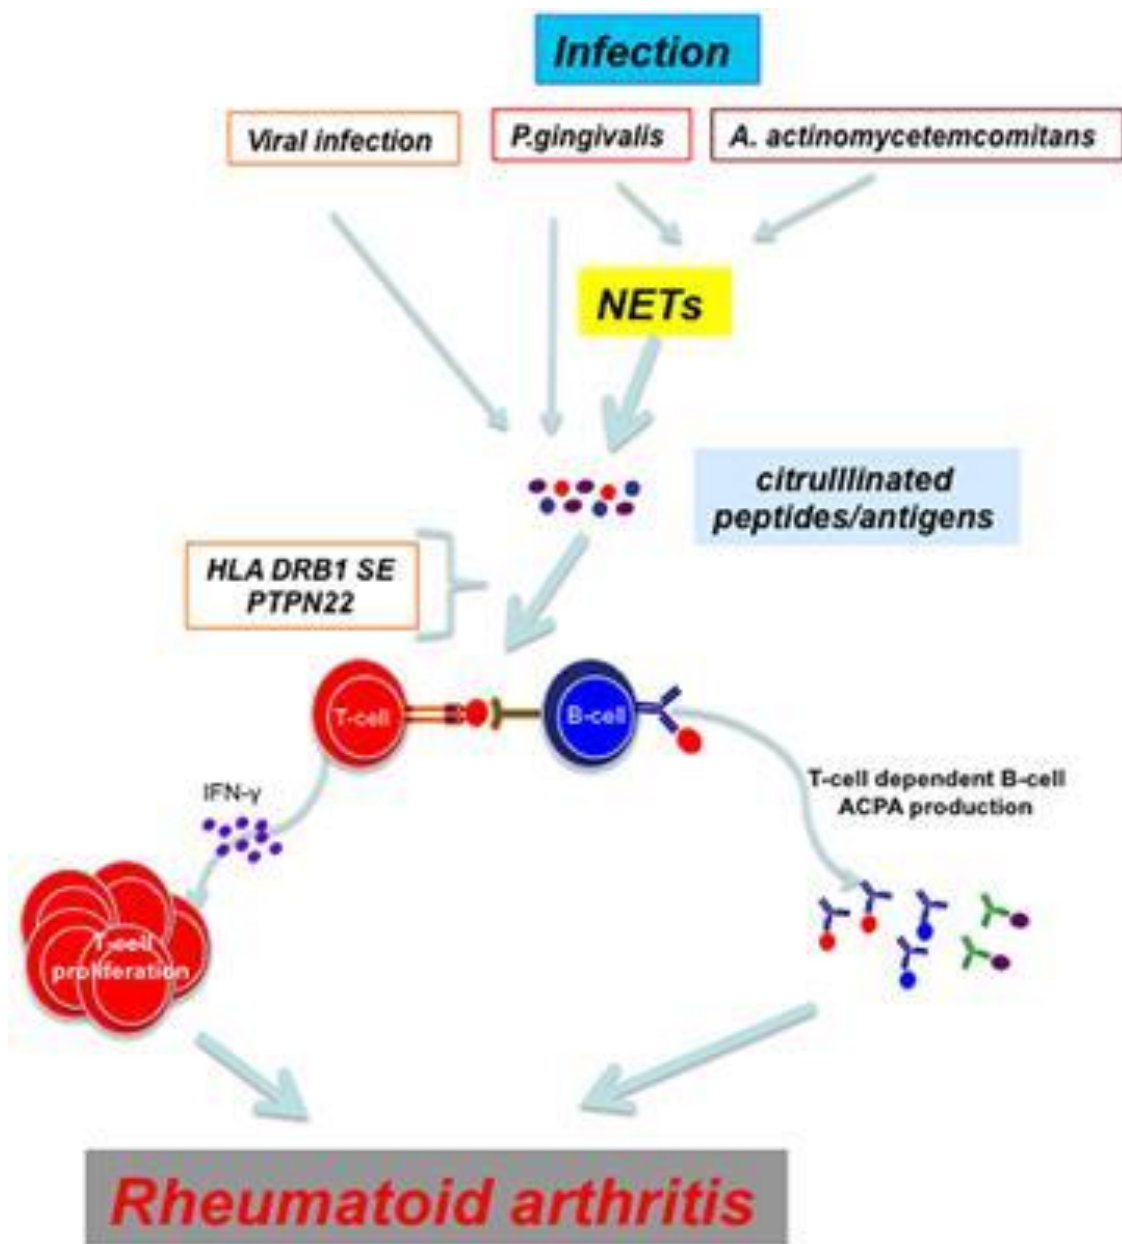 Infection
Viral infection
P.gingivalis
A. actinomycetemcomitans
NETs
citrulllinated
peptides/antigens
HLA DRB1 SE
PTPN22
T-cell
B-cell
IFN-γ
T-cell dependent B-cell
ACPA production
T-cell
proliferation
Rheumatoid arthritis